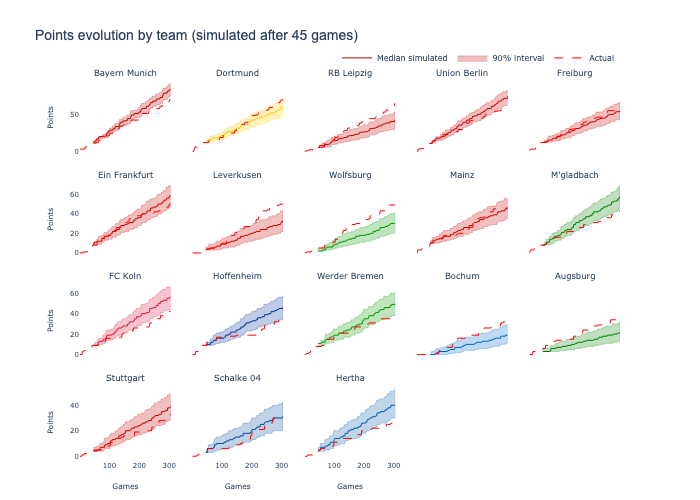 Points evolution by team (simulated after 45 games)
Median simulated 90% interval Actual
Bayern Munich Dortmund RB Leipzig Union Berlin Freiburg
Points
50
0
Ein Frankfurt Leverkusen Wolfsburg Mainz M'gladbach
Points
60
40
20
0
FC Koln Hoffenheim Werder Bremen Bochum Augsburg
Points
60
40
20
0
Stuttgart Schalke 04 Hertha
Points
40
20
0
100 200 300 100 200 300 100 200 300
Games Games Games